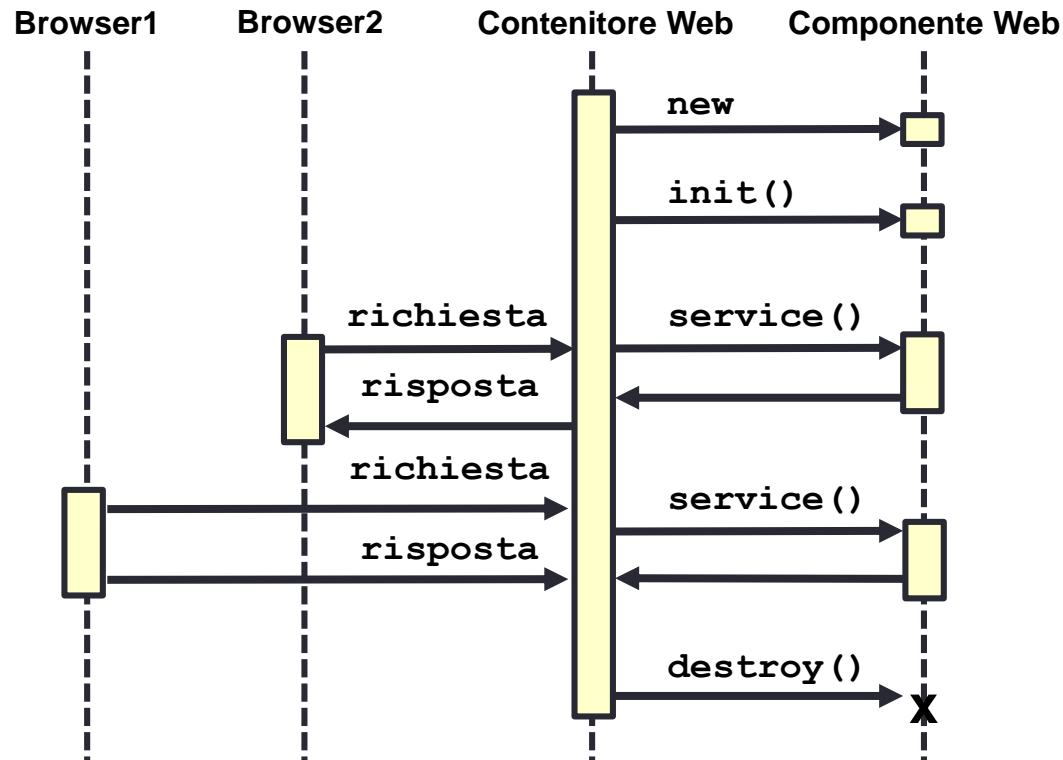 Browser1 Browser2 Contenitore Web Componente Web
new
init()
richiesta service()
risposta
richiesta
service()
risposta
destroy()
x